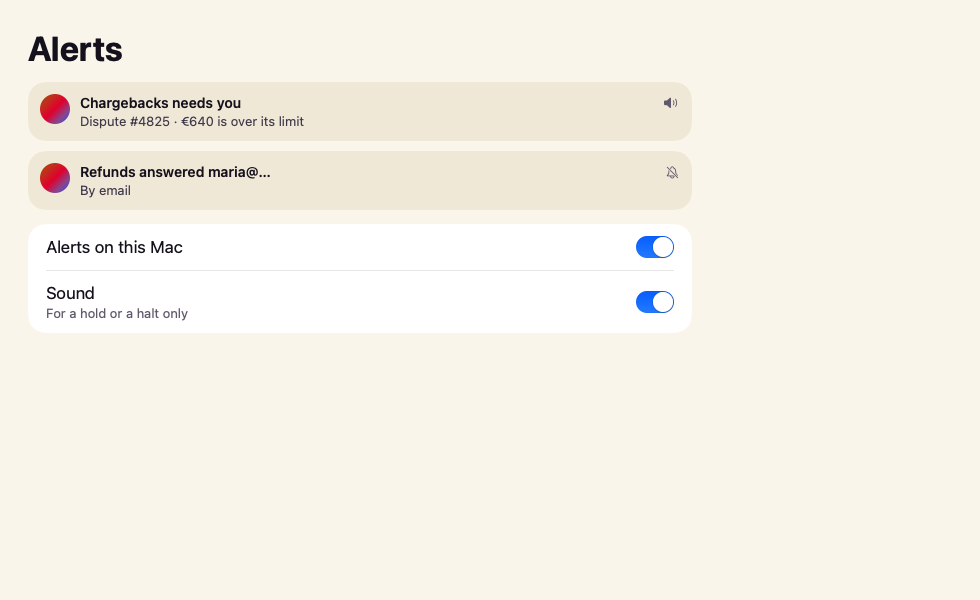 Alerts
Chargebacks needs you
Dispute #4825 · €640 is over its limit
Refunds answered maria@...
By email
Alerts on this Mac
Sound
For a hold or a halt only